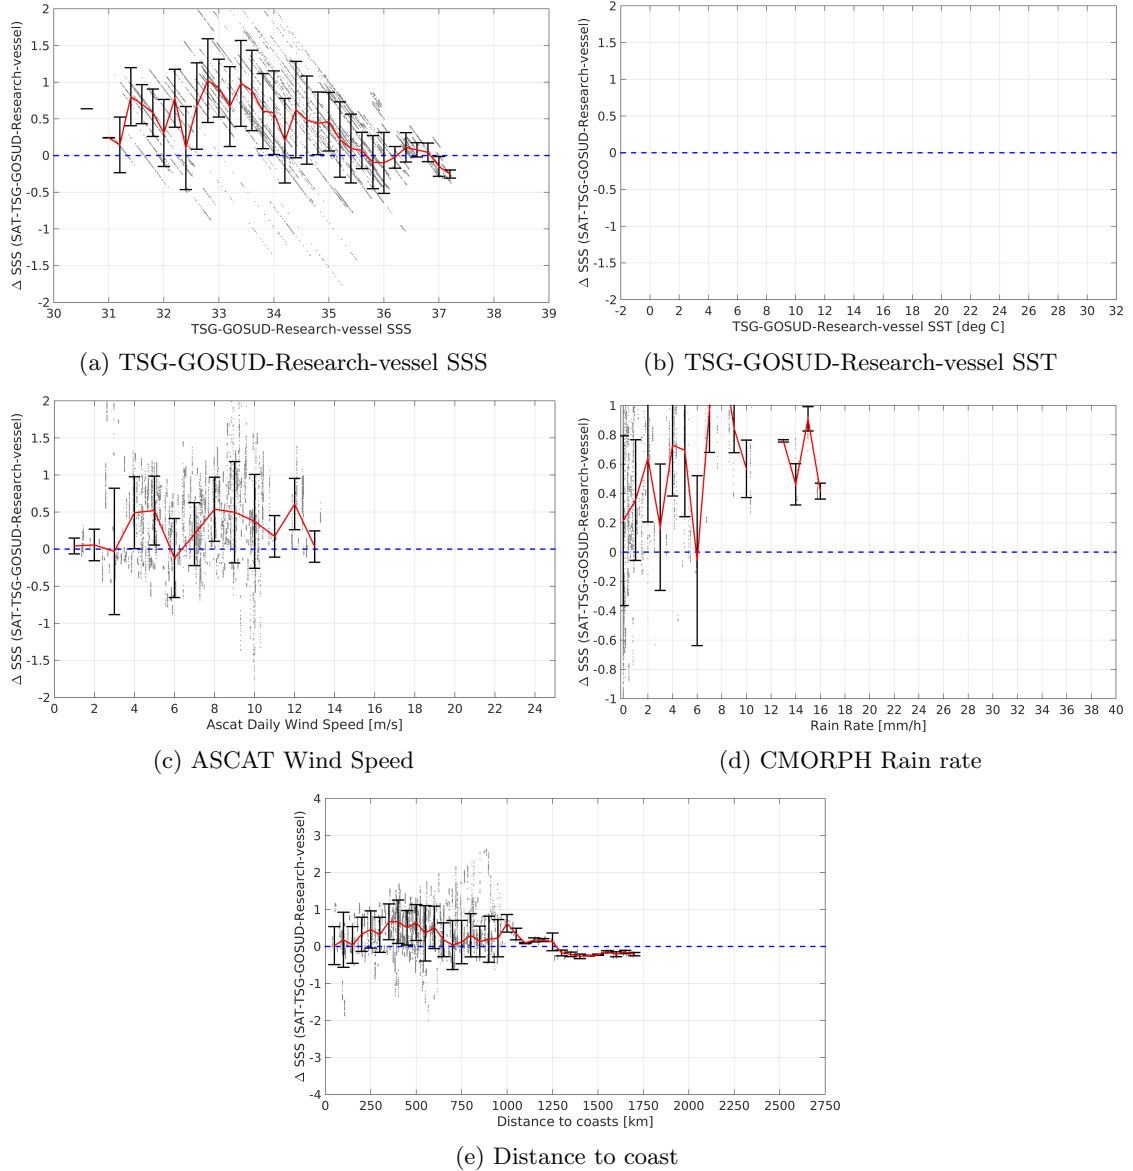 Δ SSS (SAT-TSG-GOSUD-Research-vessel)
2
1.5
1
0.5
0
-0.5
-1
-1.5
-2
30 31 32 33 34 35 36 37 38 39
TSG-GOSUD-Research-vessel SSS
(a) TSG-GOSUD-Research-vessel SSS
Δ SSS (SAT-TSG-GOSUD-Research-vessel)
2
1.5
1
0.5
0
-0.5
-1
-1.5
-2
-2 0 2 4 6 8 10 12 14 16 18 20 22 24 26 28 30 32
TSG-GOSUD-Research-vessel SST [deg C]
(b) TSG-GOSUD-Research-vessel SST
Δ SSS (SAT-TSG-GOSUD-Research-vessel)
2
1.5
1
0.5
0
-0.5
-1
-1.5
-2
0 2 4 6 8 10 12 14 16 18 20 22 24
Ascat Daily Wind Speed [m/s]
(c) ASCAT Wind Speed
Δ SSS (SAT-TSG-GOSUD-Research-vessel)
1
0.8
0.6
0.4
0.2
0
-0.2
-0.4
-0.6
-0.8
-1
0 2 4 6 8 10 12 14 16 18 20 22 24 26 28 30 32 34 36 38 40
Rain Rate [mm/h]
(d) CMORPH Rain rate
Δ SSS (SAT-TSG-GOSUD-Research-vessel)
4
3
2
1
0
-1
-2
-3
-4
0 250 500 750 1000 1250 1500 1750 2000 2250 2500 2750
Distance to coasts [km]
(e) Distance to coast